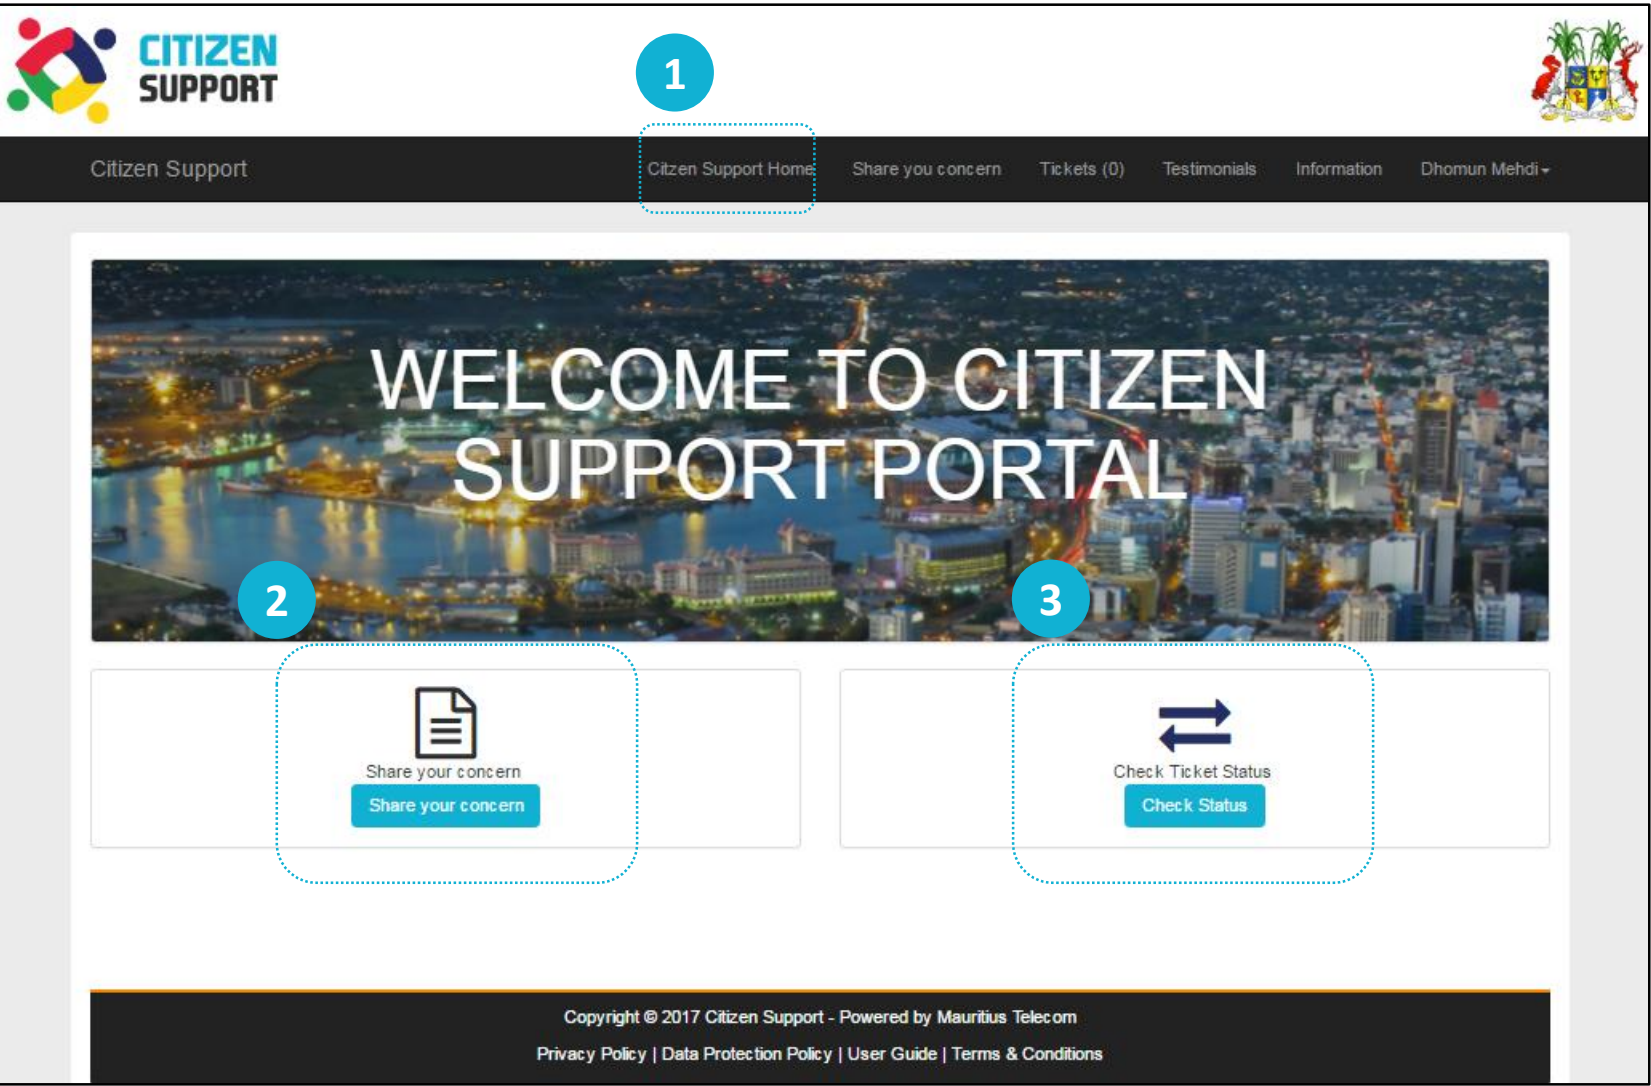 CITIZEN
SUPPORT
1
Citizen Support
Citzen Support Home
Share you concern
Tickets (0)
Testimonials
Information
Dhomun Mehdi
WELCOME TO CITIZEN
SUPPORT PORTAL
2
3
Share your concern
Share your concern
Check Ticket Status
Check Status
Copyright © 2017 Citizen Support - Powered by Mauritius Telecom
Privacy Policy | Data Protection Policy | User Guide | Terms & Conditions